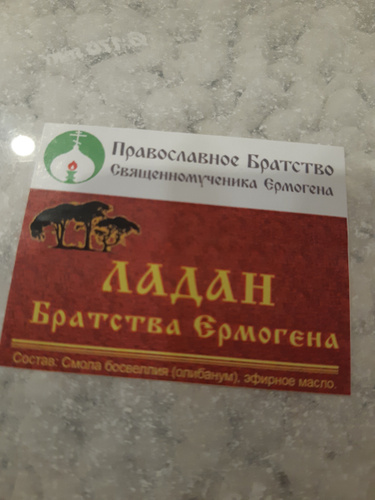 Православное Братство
Священномученика Ермогена
ЛАДАН
Братства Ермогена
Состав: Смола босвеллия (олибанум), эфирное масло.